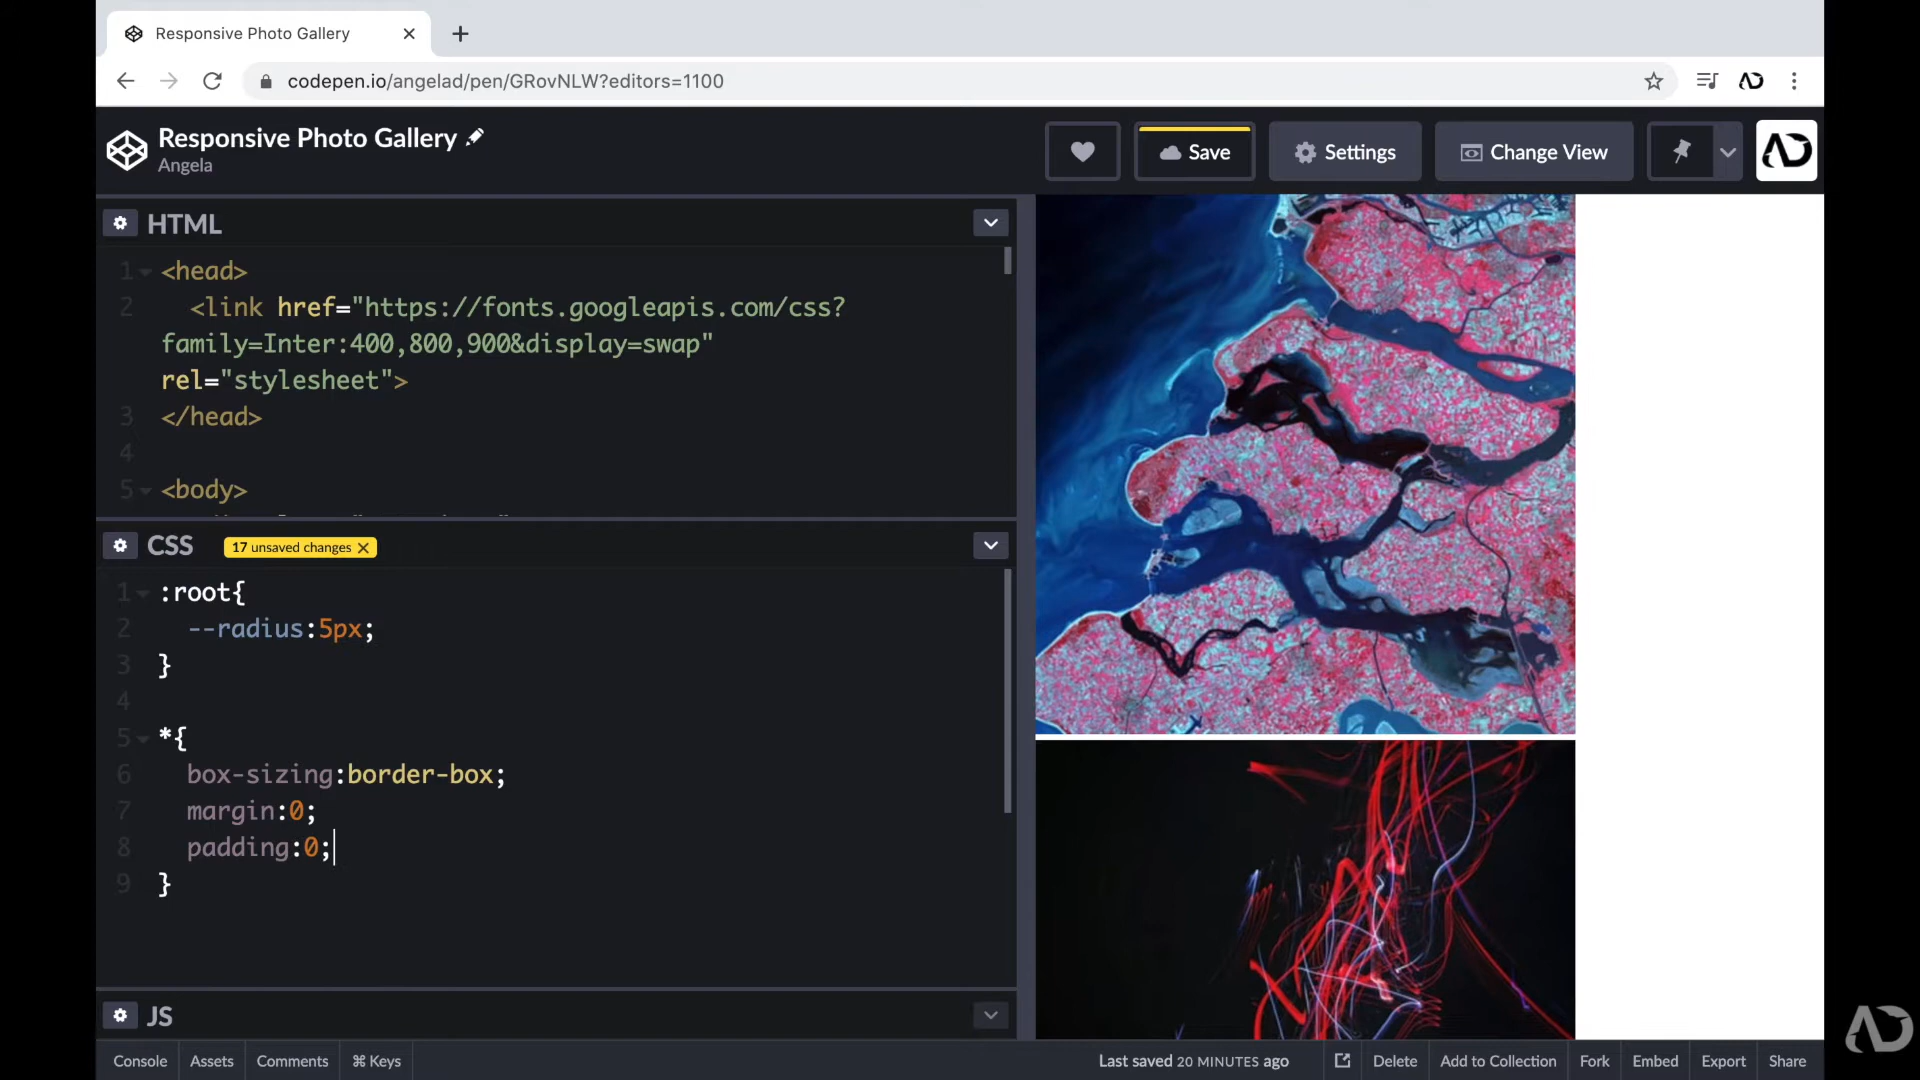 Responsive Photo Gallery
codepen.io/angelad/pen/GRovNLW?editors=1100
Responsive Photo Gallery
Angela
Save
Settings
Change View
HTML
1 <head>
2 <link href="https://fonts.googleapis.com/css?
family=Inter:400,800,900&display=swap"
rel="stylesheet">
3 </head>
4
5 <body>
CSS 17 unsaved changes
1 :root{
2 --radius:5px;
3 }
4
5 *{
6 box-sizing:border-box;
7 margin:0;
8 padding:0;
9 }
JS
Console Assets Comments ⌘ Keys Last saved 20 MINUTES ago Delete Add to Collection Fork Embed Export Share